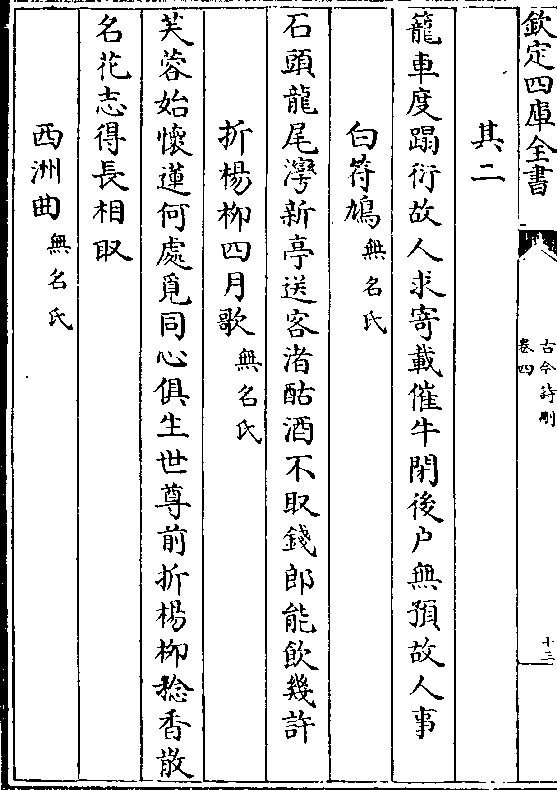 欽定四庫全書
古今詩刪
卷四
十三
其二
籠車度蹋衍故人求寄載催牛閉後户無預故人事
白符鳩無名氏
石頭龍尾灣新亭送客渚酤酒不取錢郎能飲幾許
折楊柳四月歌無名氏
芙蓉始懷蓮何處覓同心俱生世尊前折楊柳捻香散
名花志得長相取
西洲曲無名氏